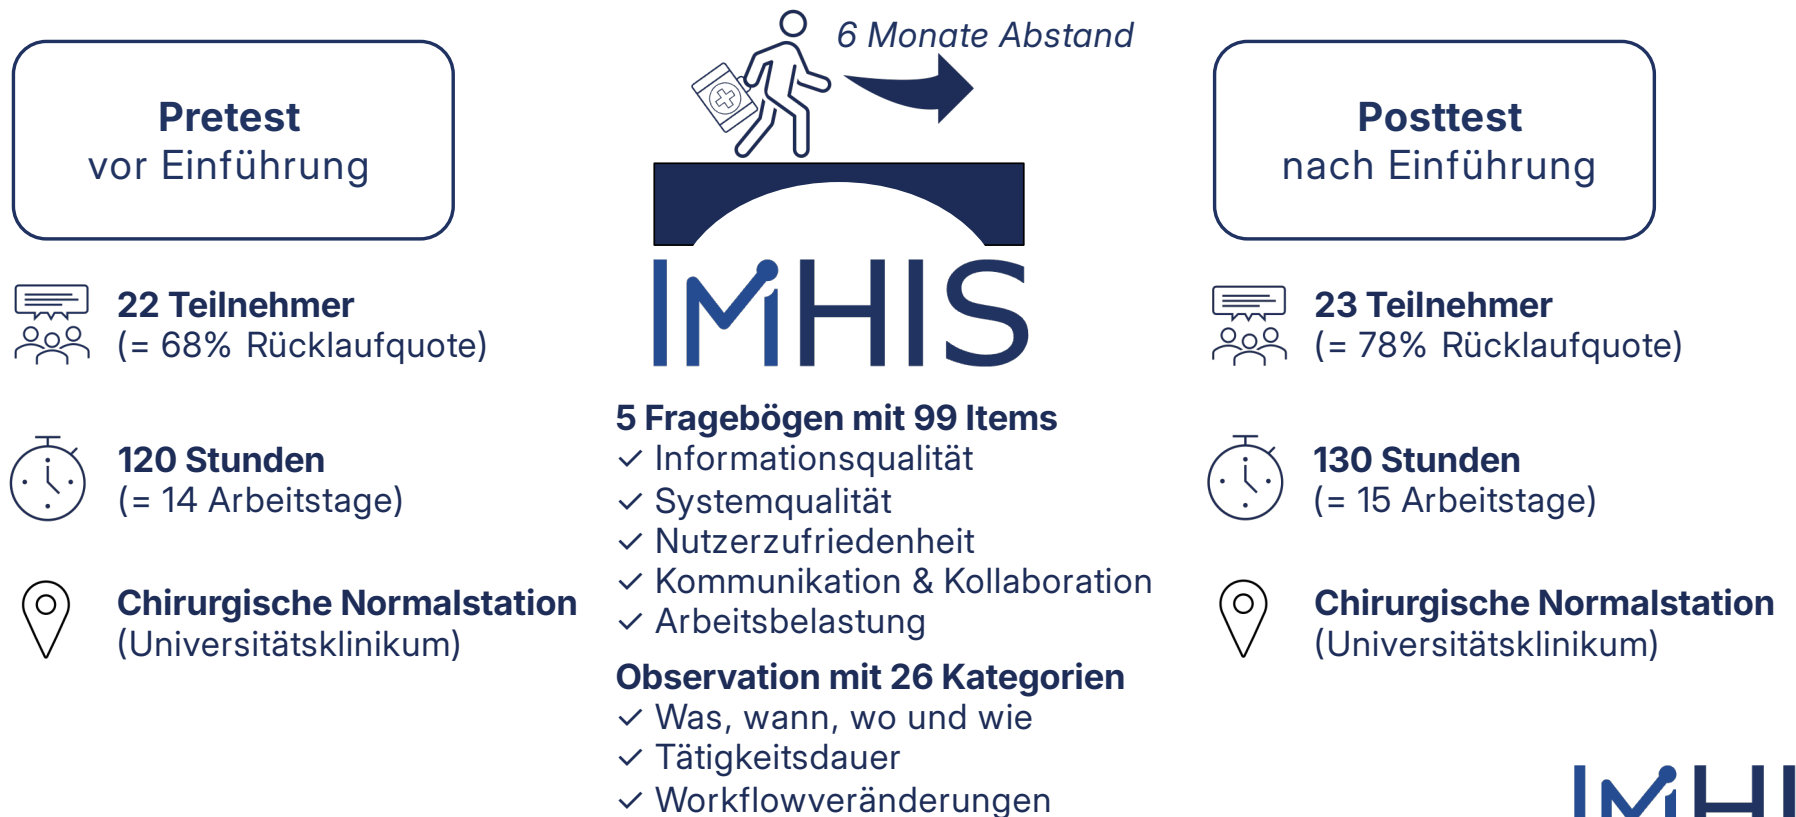 Pretest
vor Einführung
22 Teilnehmer
(= 68% Rücklaufquote)
120 Stunden
(= 14 Arbeitstage)
Chirurgische Normalstation
(Universitätsklinikum)
6 Monate Abstand
IMHIS
5 Fragebögen mit 99 Items
✓ Informationsqualität
✓ Systemqualität
✓ Nutzerzufriedenheit
✓ Kommunikation & Kollaboration
✓ Arbeitsbelastung
Observation mit 26 Kategorien
✓ Was, wann, wo und wie
✓ Tätigkeitsdauer
✓ Workflowveränderungen
Posttest
nach Einführung
23 Teilnehmer
(= 78% Rücklaufquote)
130 Stunden
(= 15 Arbeitstage)
Chirurgische Normalstation
(Universitätsklinikum)
IMHI